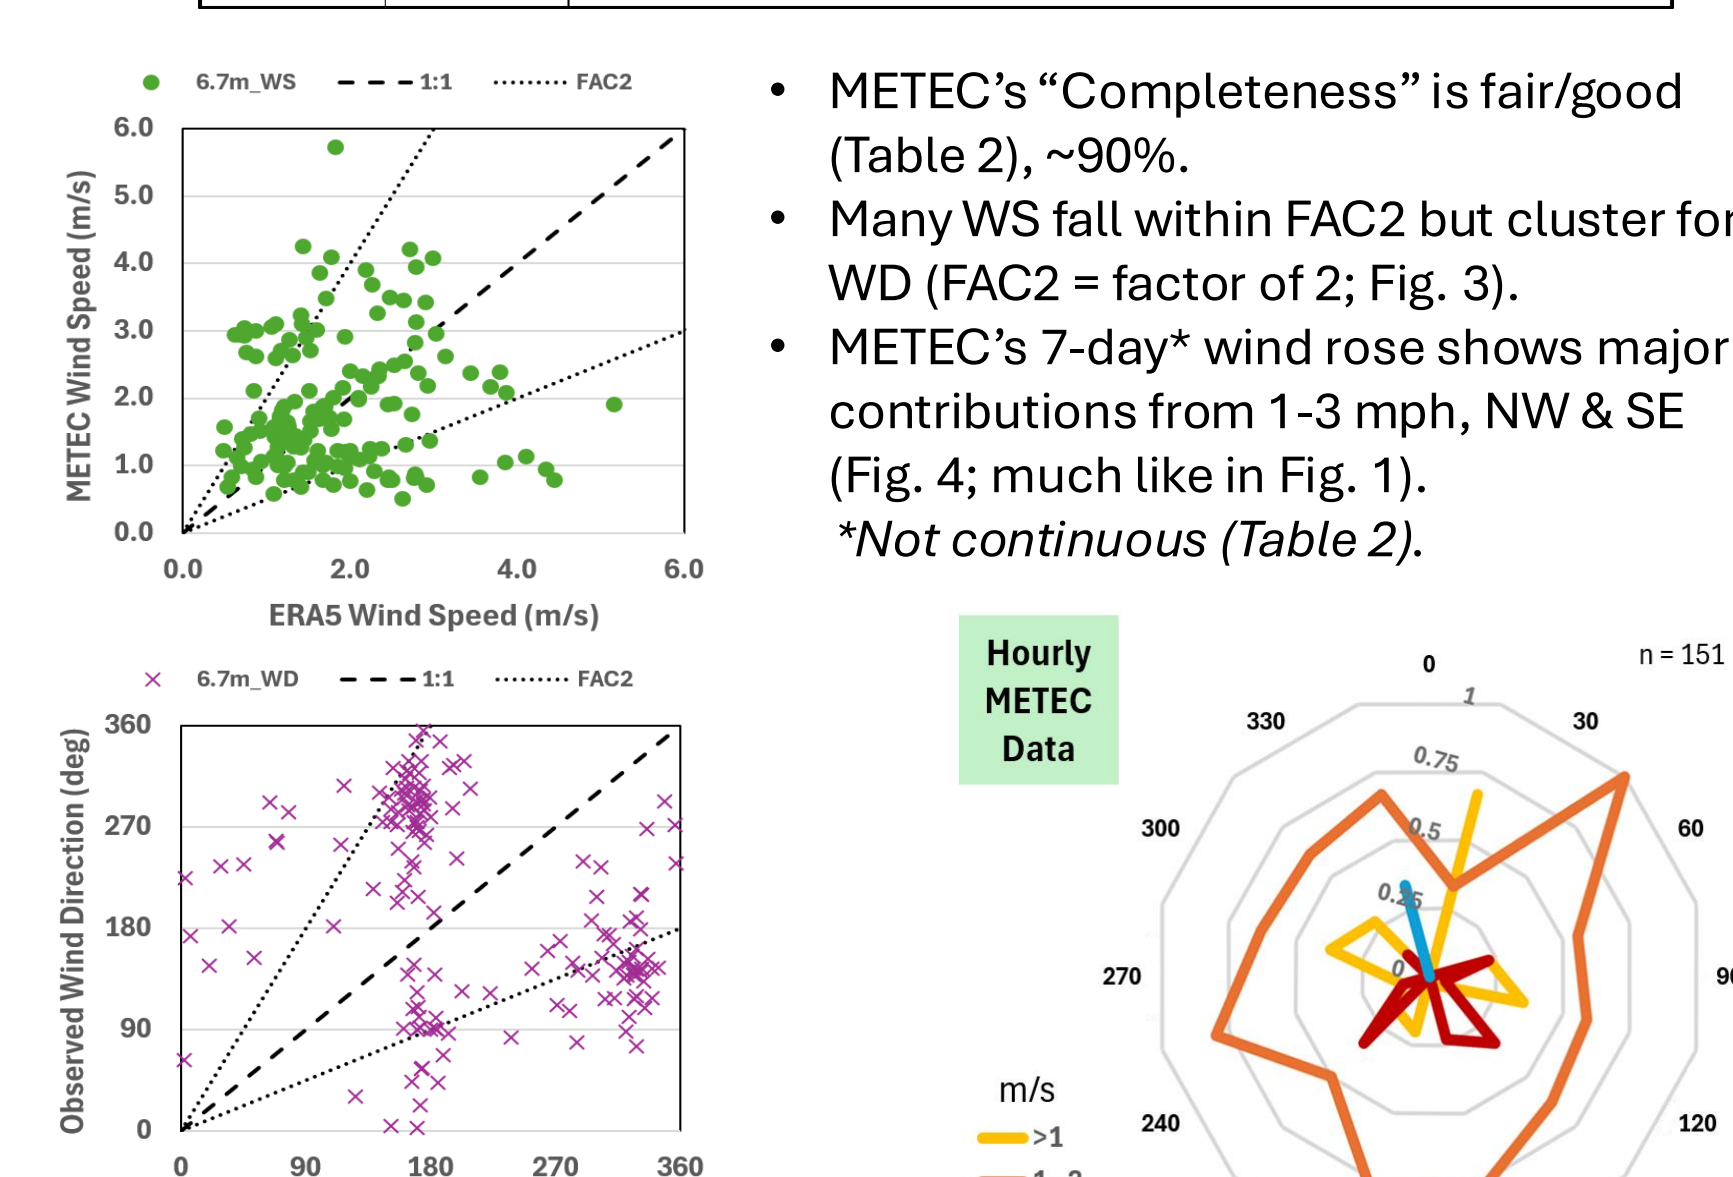 6.7m_WS 1:1 FAC2
6.0
5.0
4.0
3.0
2.0
1.0
0.0
METEC Wind Speed (m/s)
0.0 2.0 4.0 6.0
ERA5 Wind Speed (m/s)
6.7m_WD 1:1 FAC2
360
270
180
90
0
Observed Wind Direction (deg)
0 90 180 270 360
• METEC’s “Completeness” is fair/good
(Table 2), ~90%.
• Many WS fall within FAC2 but cluster for
WD (FAC2 = factor of 2; Fig. 3).
• METEC’s 7-day* wind rose shows major
contributions from 1-3 mph, NW & SE
(Fig. 4; much like in Fig. 1).
*Not continuous (Table 2).
Hourly
METEC
Data
n = 151
0
30
60
120
240
270
300
330
1
0.75
0.5
0.25
0
m/s
>1